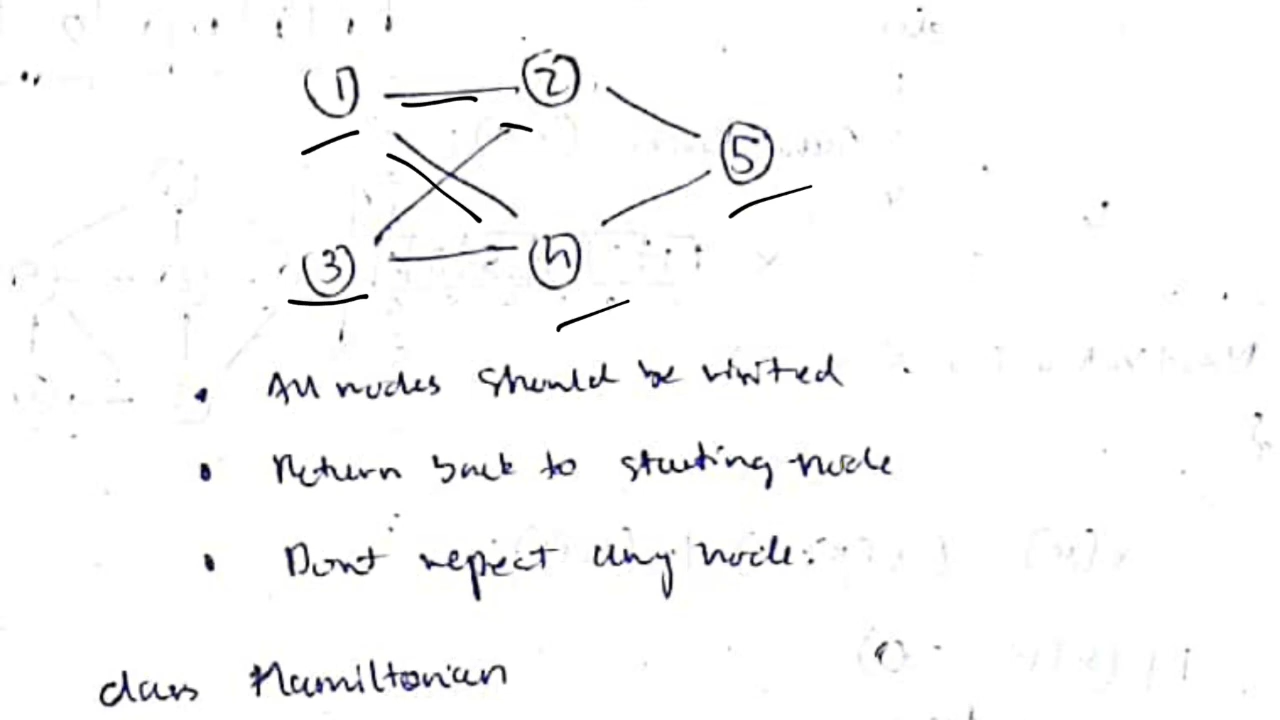 1 2
5
3 4
• All nodes should be visited
• Return back to starting node
• Dont repeat any node.
class Hamiltonian